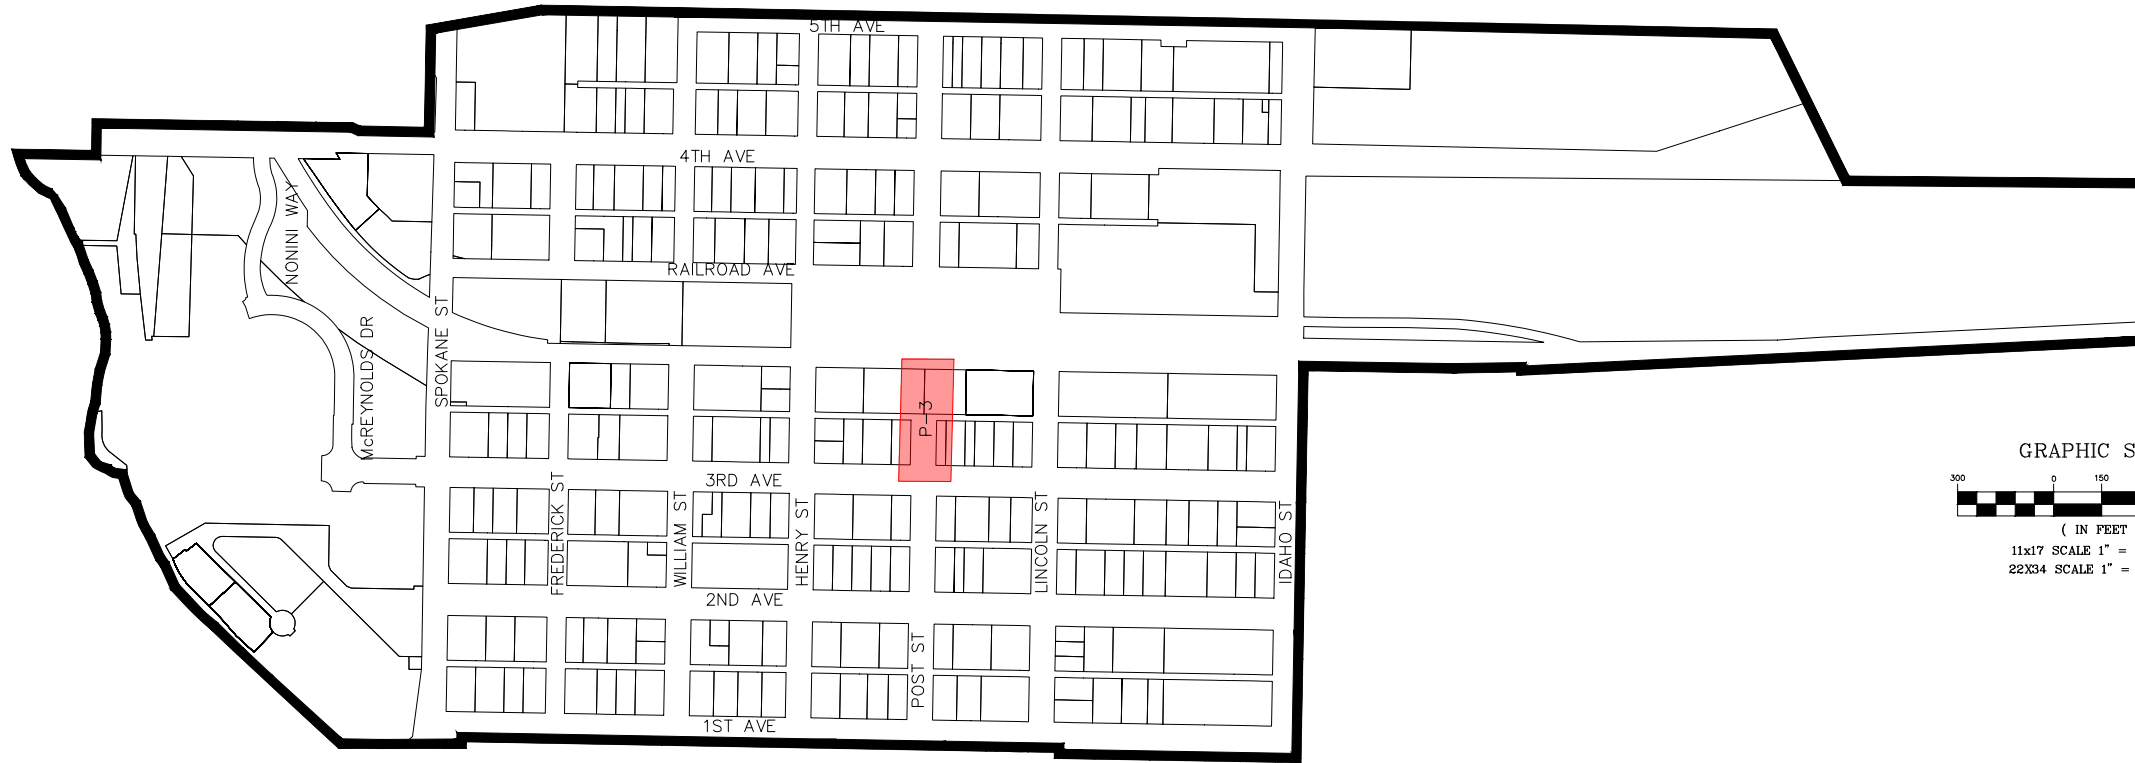 5TH AVE
4TH AVE
NONINI WAY
RAILROAD AVE
SPOKANE ST
McREYNOLDS DR
P-3
3RD AVE
FREDERICK ST
WILLIAM ST
HENRY ST
LINCOLN ST
IDAHO ST
2ND AVE
POST ST
1ST AVE
GRAPHIC S
300 0 150
( IN FEET
11x17 SCALE 1" =
22X34 SCALE 1" =